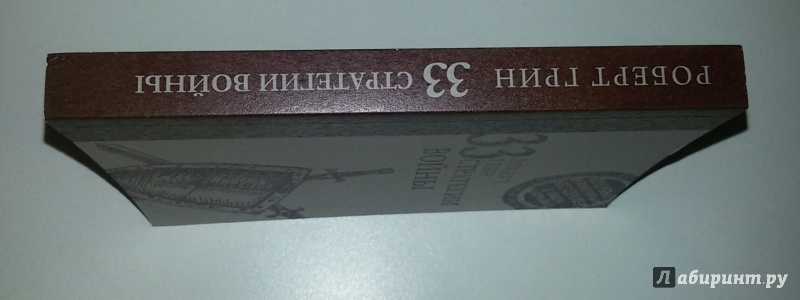 РОБЕРТ ГРИН 33 СТРАТЕГИИ ВОЙНЫ
33
СТРАТЕГИИ
ВОЙНЫ
Лабиринт.ру